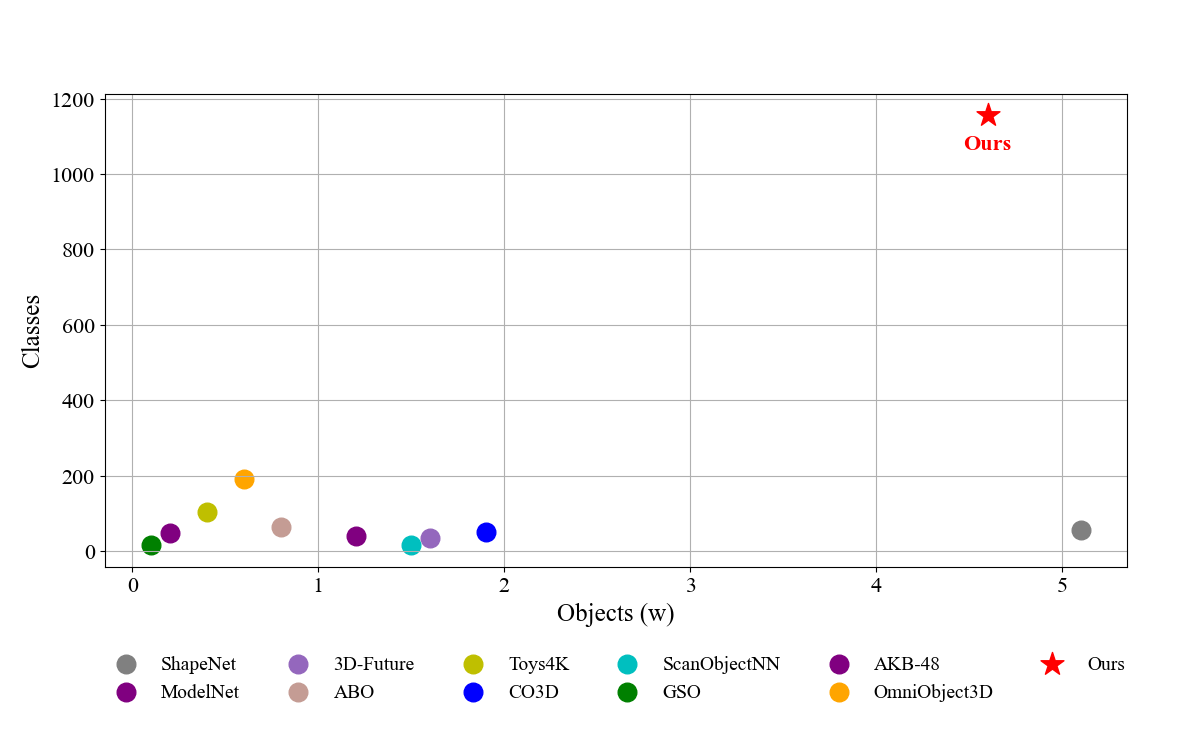 1200
1000
800
600
400
200
0
Classes
Ours
0 1 2 3 4 5
Objects (w)
ShapeNet 3D-Future Toys4K ScanObjectNN AKB-48 Ours
ModelNet ABO CO3D GSO OmniObject3D